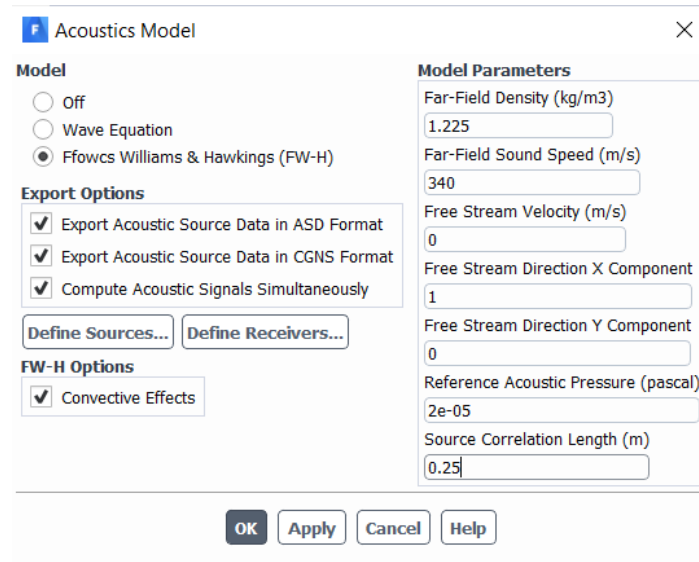 F Acoustics Model
Model
Off
Wave Equation
Ffowcs Williams & Hawkings (FW-H)
Export Options
Export Acoustic Source Data in ASD Format
Export Acoustic Source Data in CGNS Format
Compute Acoustic Signals Simultaneously
Define Sources... Define Receivers...
FW-H Options
Convective Effects
Model Parameters
Far-Field Density (kg/m3)
1.225
Far-Field Sound Speed (m/s)
340
Free Stream Velocity (m/s)
0
Free Stream Direction X Component
1
Free Stream Direction Y Component
0
Reference Acoustic Pressure (pascal)
2e-05
Source Correlation Length (m)
0.25
OK Apply Cancel Help